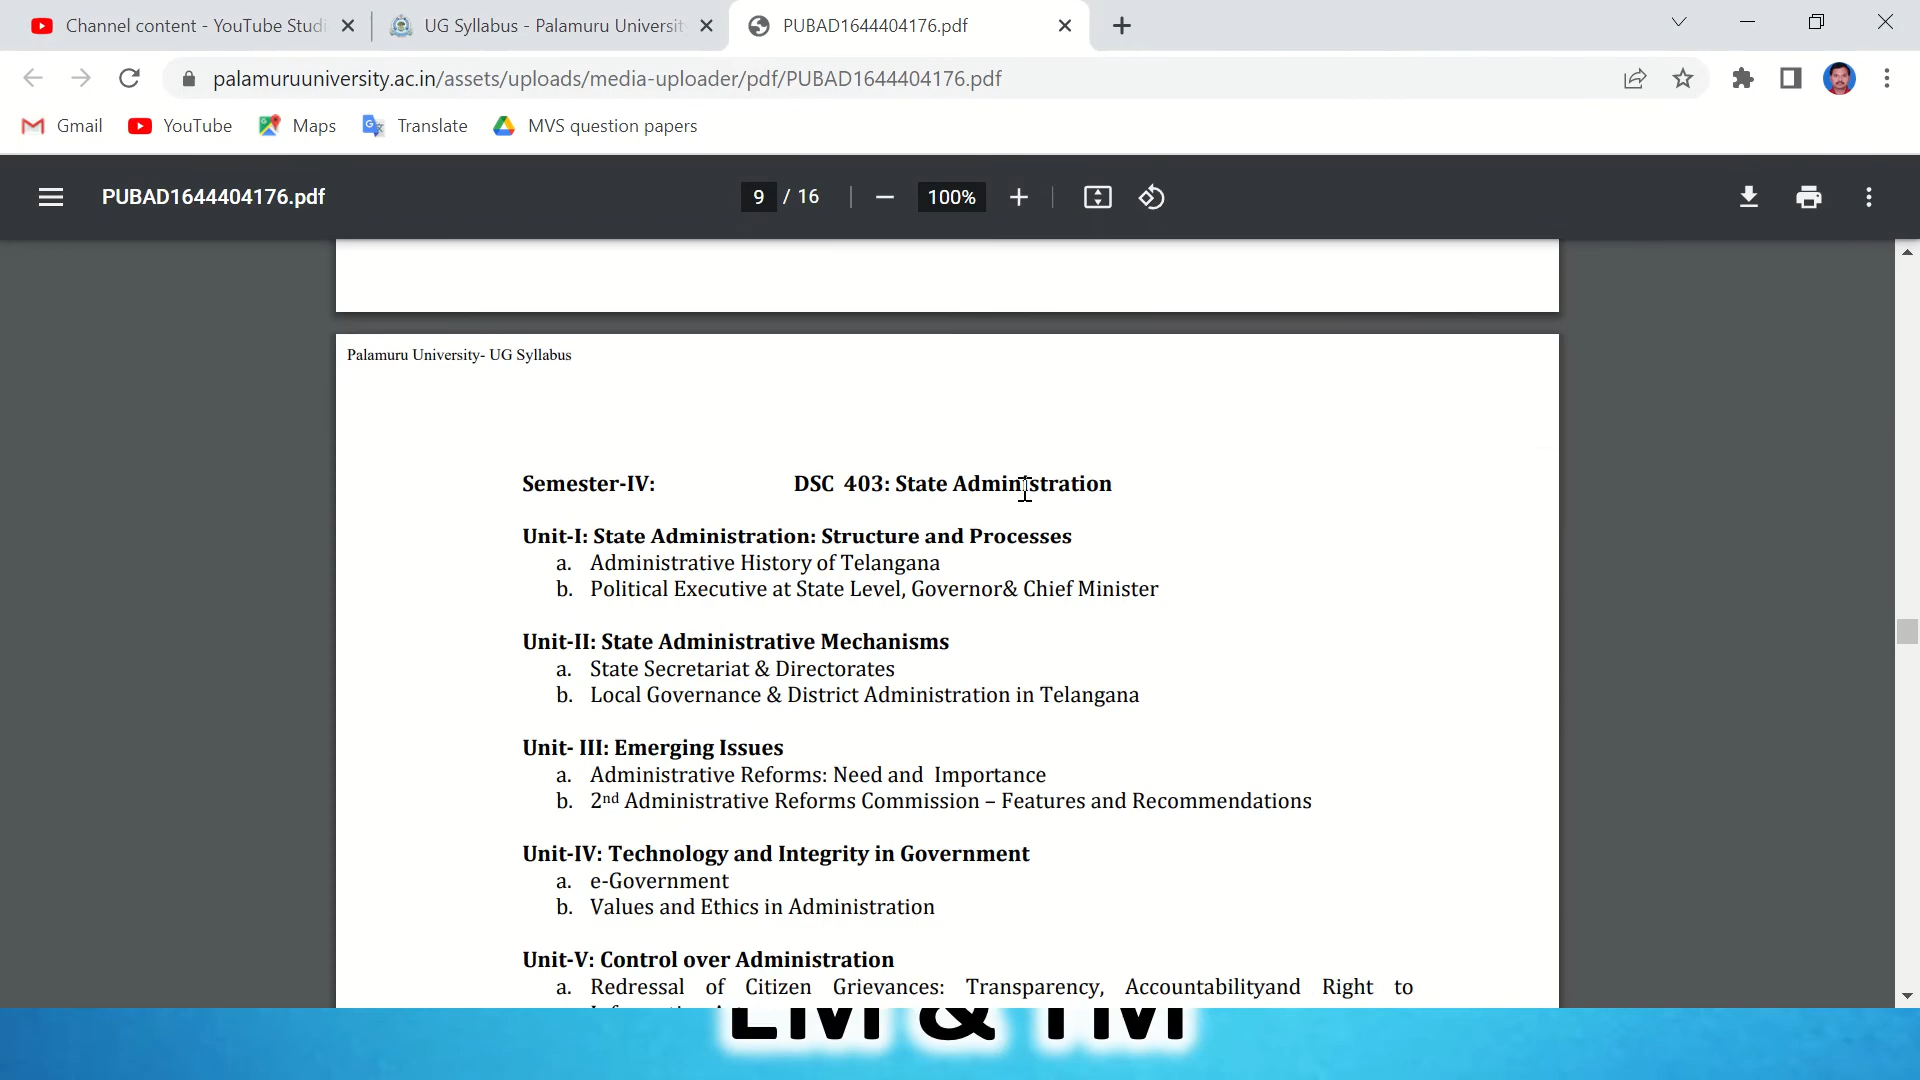 Channel content - YouTube Studi
UG Syllabus - Palamuru Universit
PUBAD1644404176.pdf
palamuruuniversity.ac.in/assets/uploads/media-uploader/pdf/PUBAD1644404176.pdf
Gmail
YouTube
Maps
Translate
MVS question papers
PUBAD1644404176.pdf
9 / 16
100%
Palamuru University- UG Syllabus
Semester-IV: DSC 403: State Administration
Unit-I: State Administration: Structure and Processes
a. Administrative History of Telangana
b. Political Executive at State Level, Governor& Chief Minister
Unit-II: State Administrative Mechanisms
a. State Secretariat & Directorates
b. Local Governance & District Administration in Telangana
Unit- III: Emerging Issues
a. Administrative Reforms: Need and Importance
b. 2nd Administrative Reforms Commission – Features and Recommendations
Unit-IV: Technology and Integrity in Government
a. e-Government
b. Values and Ethics in Administration
Unit-V: Control over Administration
a. Redressal of Citizen Grievances: Transparency, Accountabilityand Right to
EM & TM